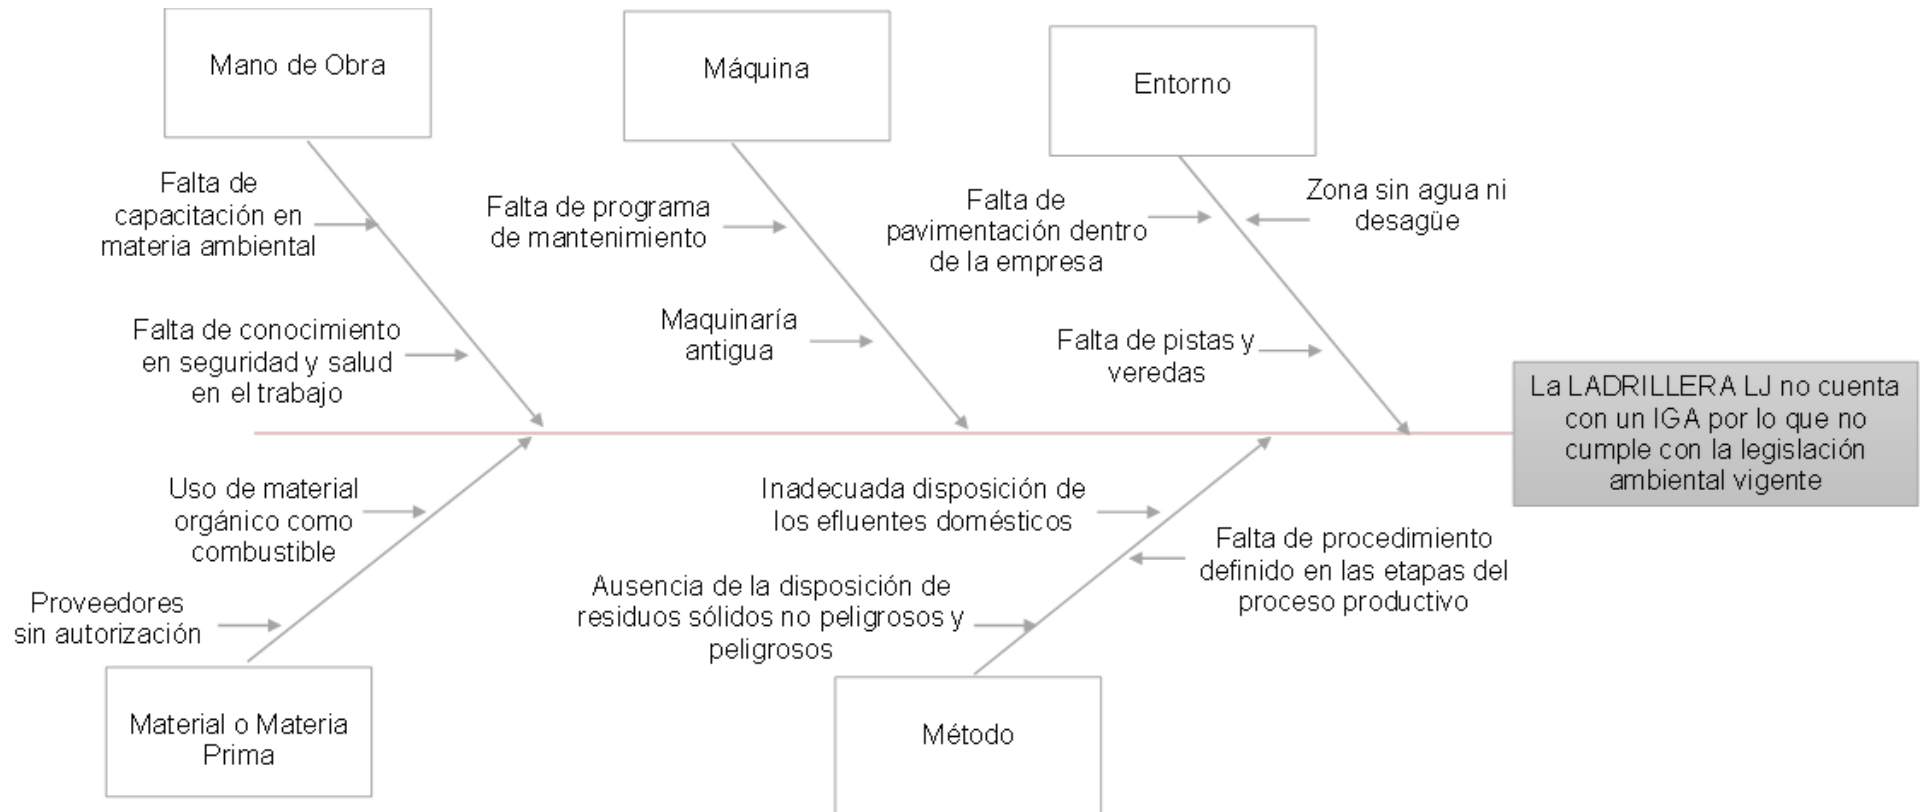 Mano de Obra
Máquina
Entorno
Falta de
capacitación en
materia ambiental
Falta de programa
de mantenimiento
Falta de
pavimentación dentro
de la empresa
Zona sin agua ni
desagüe
Falta de conocimiento
en seguridad y salud
en el trabajo
Maquinaría
antigua
Falta de pistas y
veredas
La LADRILLERA LJ no cuenta
con un IGA por lo que no
cumple con la legislación
ambiental vigente
Uso de material
orgánico como
combustible
Inadecuada disposición de
los efluentes domésticos
Falta de procedimiento
definido en las etapas del
proceso productivo
Proveedores
sin autorización
Ausencia de la disposición de
residuos sólidos no peligrosos y
peligrosos
Material o Materia
Prima
Método